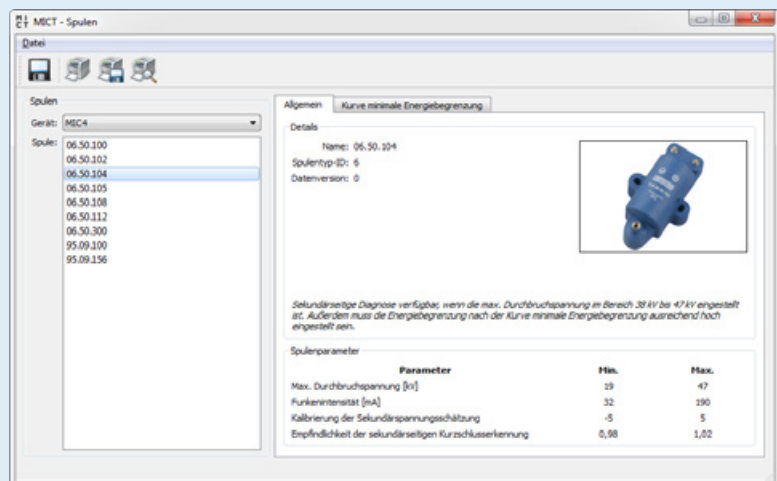 MICT - Spulen
Datei
Spulen
Gerät: MIC4
Spule:
06.50.100
06.50.102
06.50.104
06.50.105
06.50.108
06.50.112
06.50.300
95.09.100
95.09.156
Allgemein Kurve minimale Energiebegrenzung
Details
Name: 06.50.104
Spulentyp-ID: 6
Datenversion: 0
Sekundärseitige Diagnose verfügbar, wenn die max. Durchbruchspannung im Bereich 38 kV bis 47 kV eingestellt
ist. Außerdem muss die Energiebegrenzung nach der Kurve minimale Energiebegrenzung ausreichend hoch
eingestellt sein.
Spulenparameter
Parameter Min. Max.
Max. Durchbruchspannung [kV] 19 47
Funkenintensität [mA] 32 190
Kalibrierung der Sekundärspannungsschätzung -5 5
Empfindlichkeit der sekundärseitigen Kurzschlusserkennung 0,98 1,02